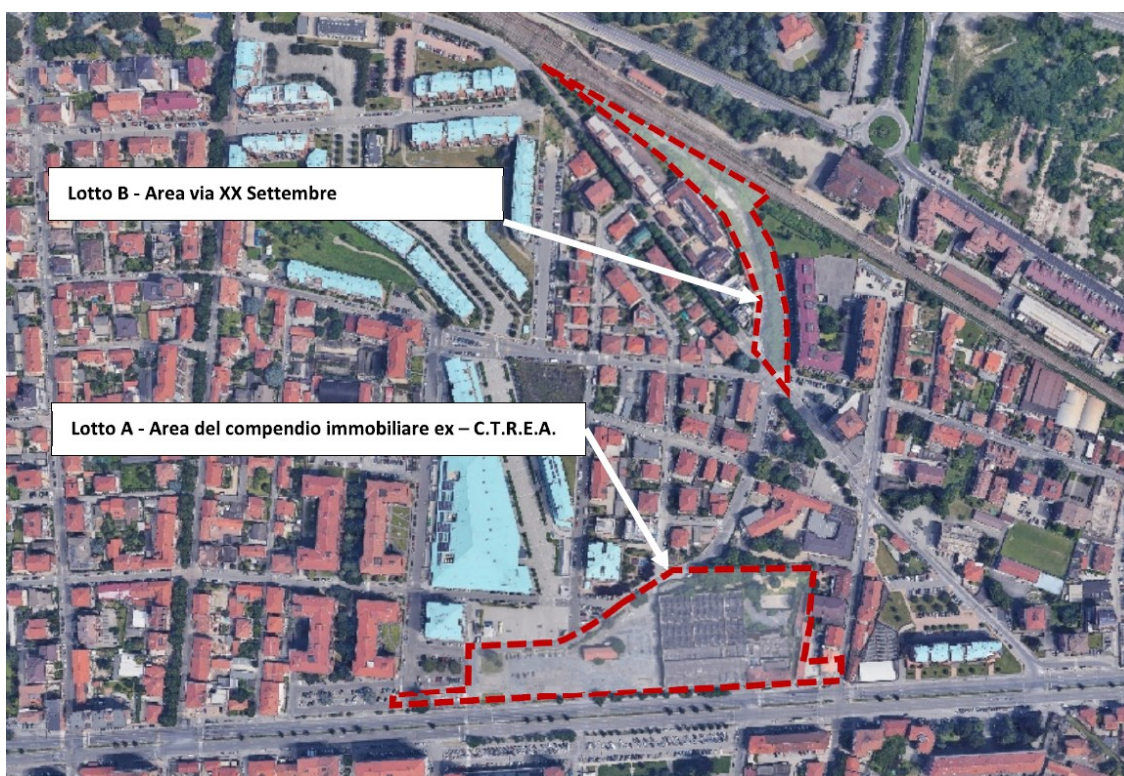 Lotto B - Area via XX Settembre
Lotto A - Area del compendio immobiliare ex – C.T.R.E.A.